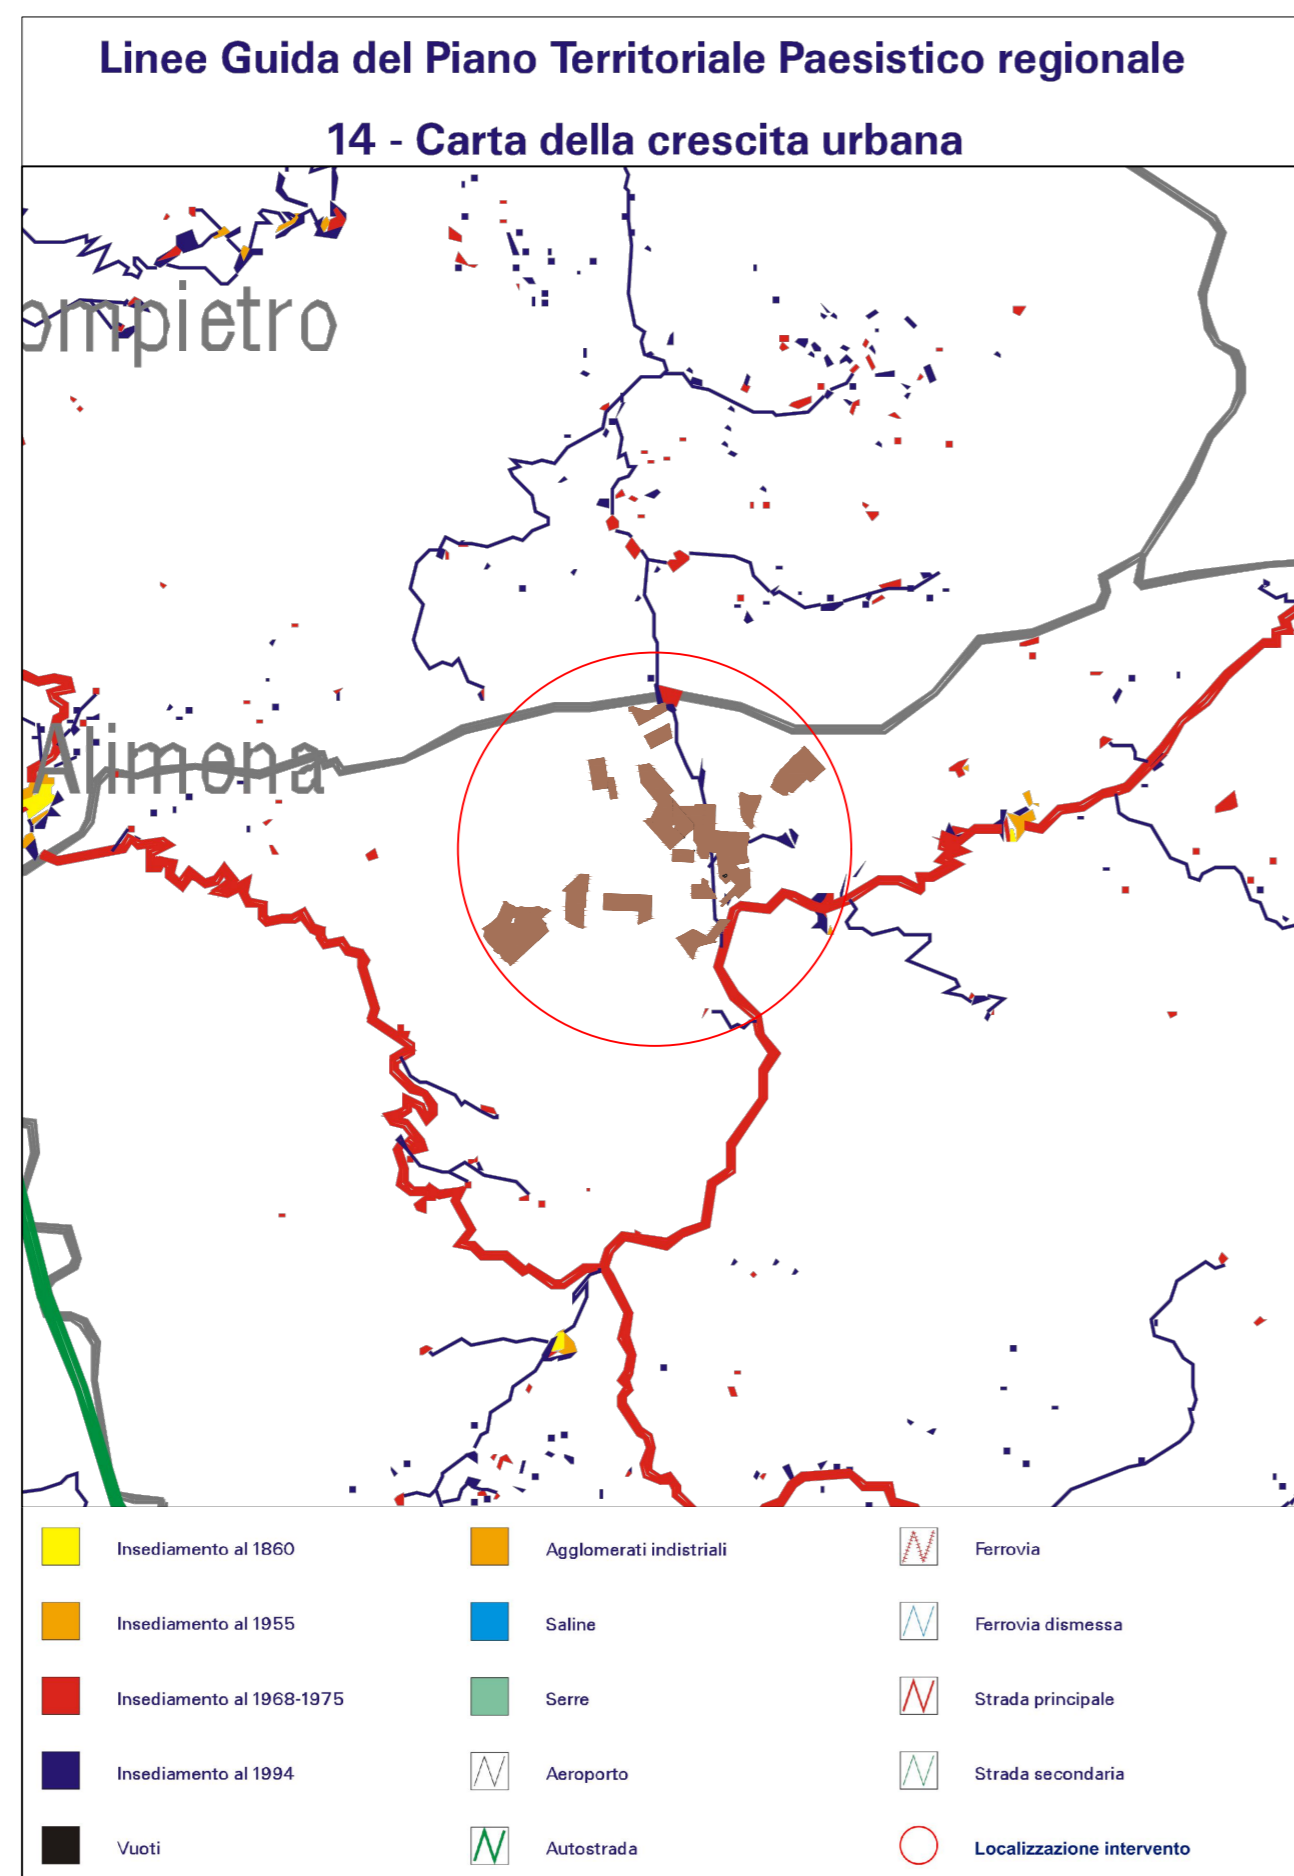 Linee Guida del Piano Territoriale Paesistico regionale
14 - Carta della crescita urbana
ompietro
Alimena
Insediamento al 1860
Agglomerati indistriali
Ferrovia
Insediamento al 1955
Saline
Ferrovia dismessa
Insediamento al 1968-1975
Serre
Strada principale
Insediamento al 1994
Aeroporto
Strada secondaria
Vuoti
Autostrada
Localizzazione intervento